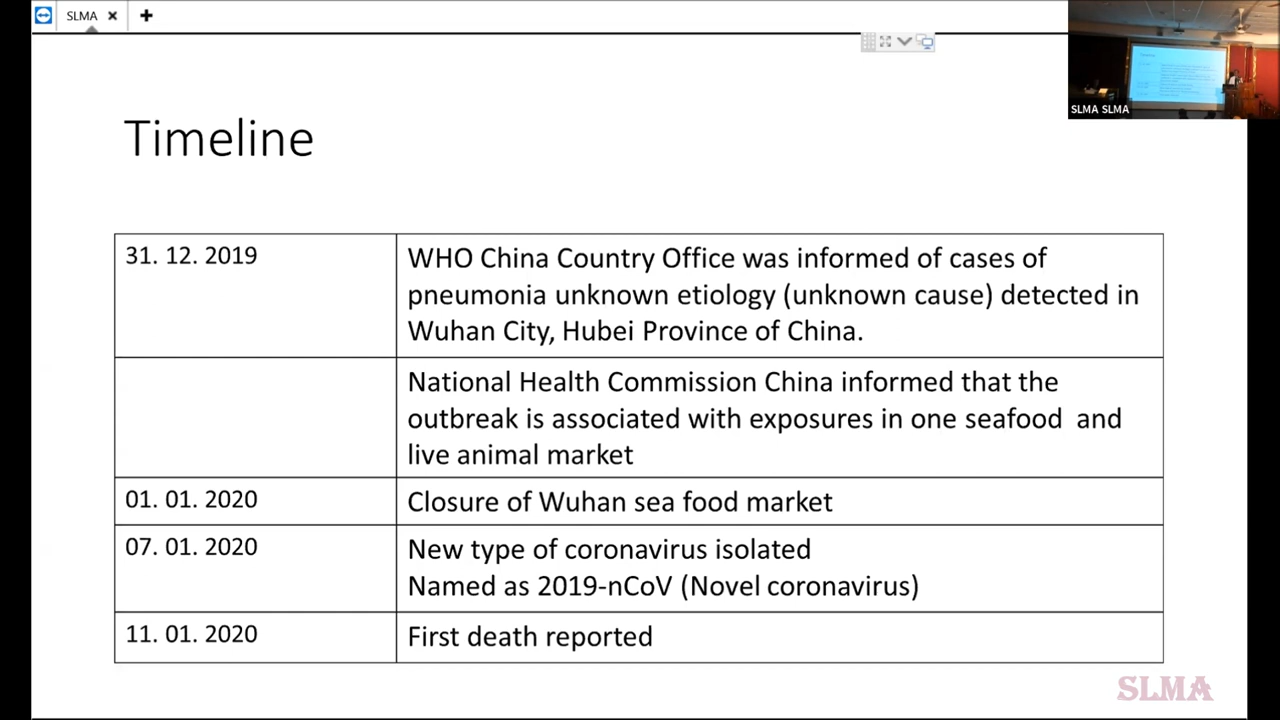 SLMA
SLMA SLMA
Timeline
31. 12. 2019
WHO China Country Office was informed of cases of
pneumonia unknown etiology (unknown cause) detected in
Wuhan City, Hubei Province of China.
National Health Commission China informed that the
outbreak is associated with exposures in one seafood and
live animal market
01. 01. 2020
Closure of Wuhan sea food market
07. 01. 2020
New type of coronavirus isolated
Named as 2019-nCoV (Novel coronavirus)
11. 01. 2020
First death reported
SLMA